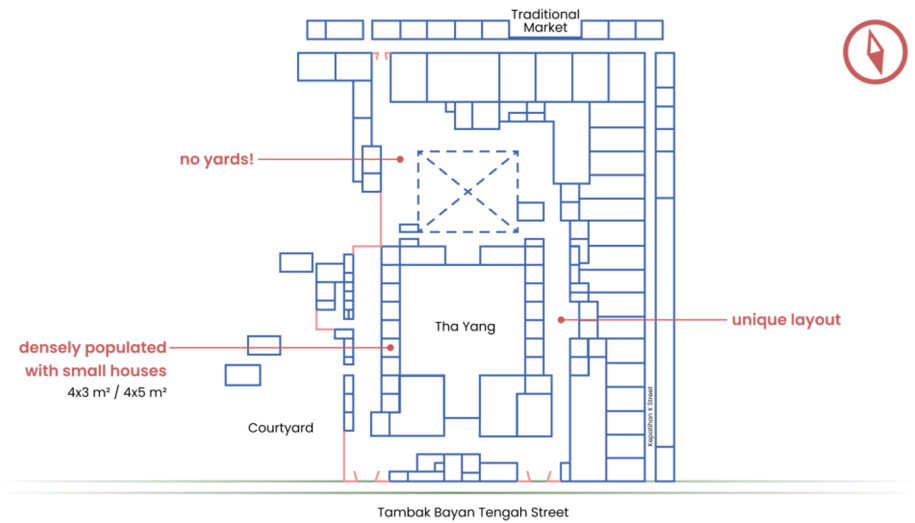 Traditional
Market
no yards!
Tha Yang
unique layout
densely populated
with small houses
4x3 m² / 4x5 m²
Kepatihan X Street
Courtyard
Tambak Bayan Tengah Street